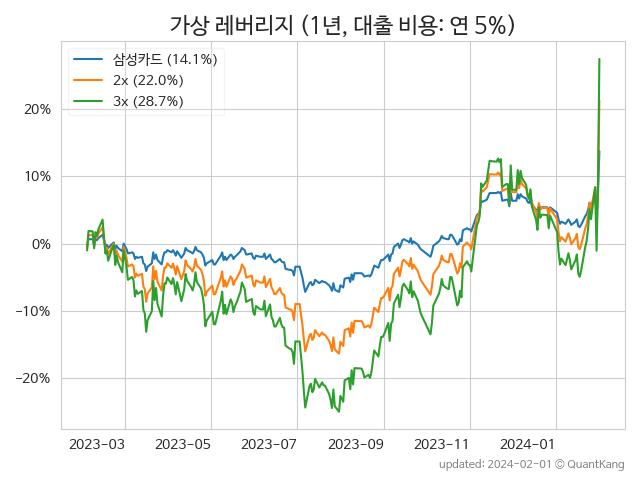 가상 레버리지 (1년, 대출 비용: 연 5%)
삼성카드 (14.1%)
2x (22.0%)
3x (28.7%)
20%
10%
0%
−10%
−20%
2023-03 2023-05 2023-07 2023-09 2023-11 2024-01
updated: 2024-02-01 © QuantKang